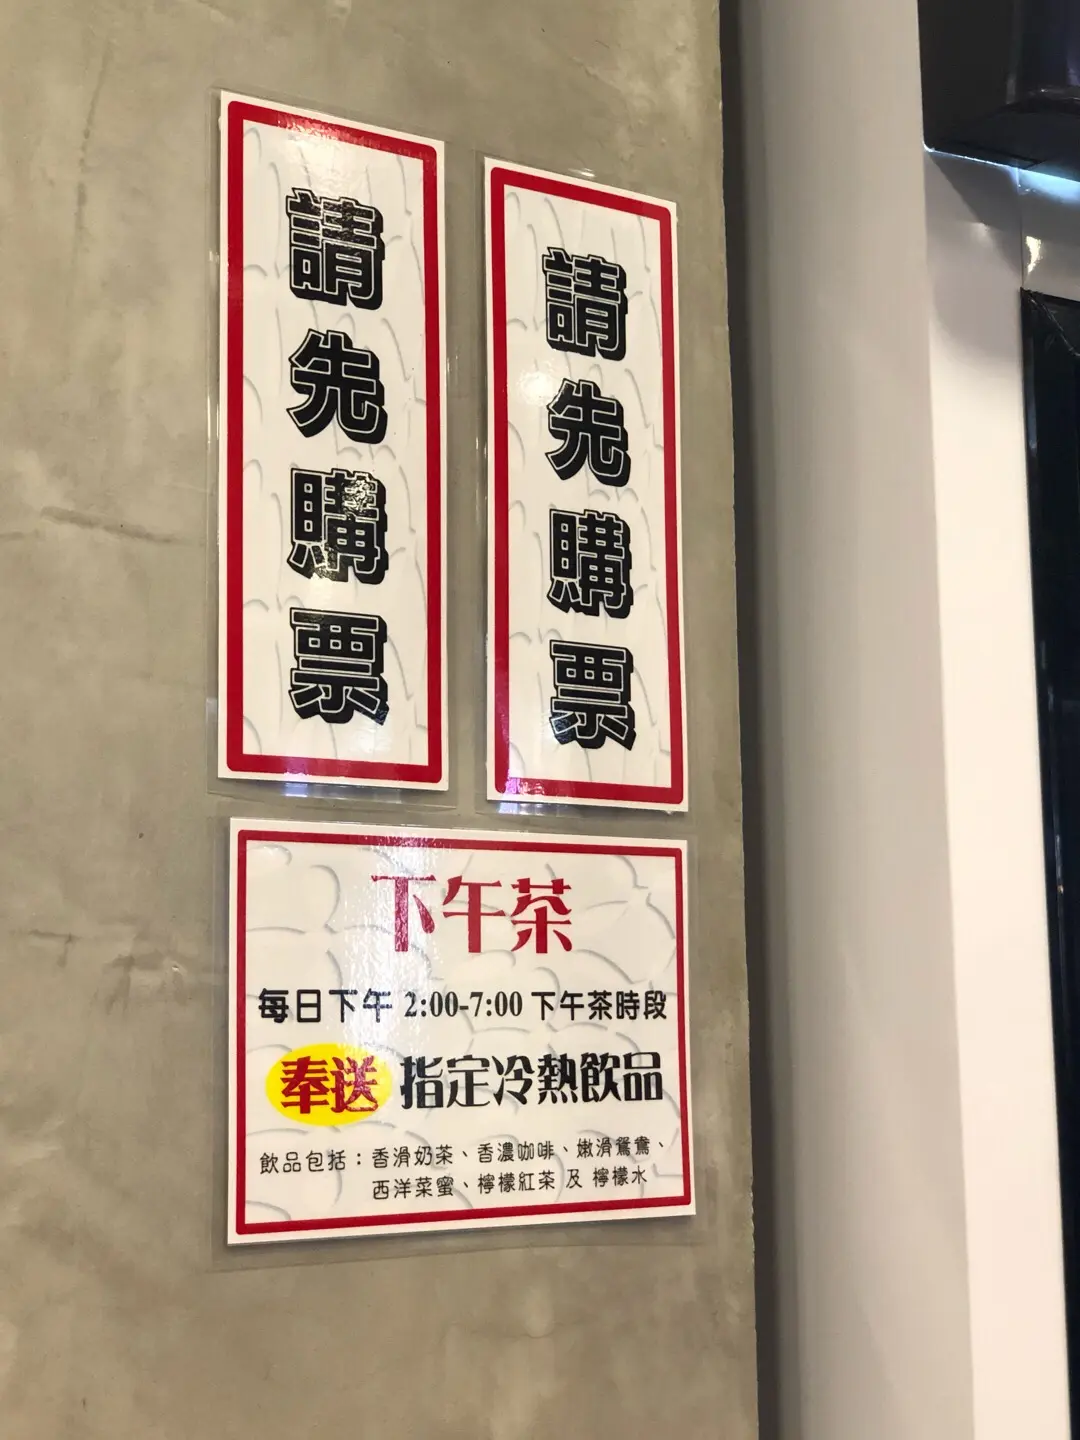 請先購票
請先購票
下午茶
每日下午 2:00-7:00 下午茶時段
奉送 指定冷熱飲品
飲品包括：香滑奶茶、香濃咖啡、嫩滑鴛鴦、
西洋菜蜜、檸檬紅茶 及 檸檬水